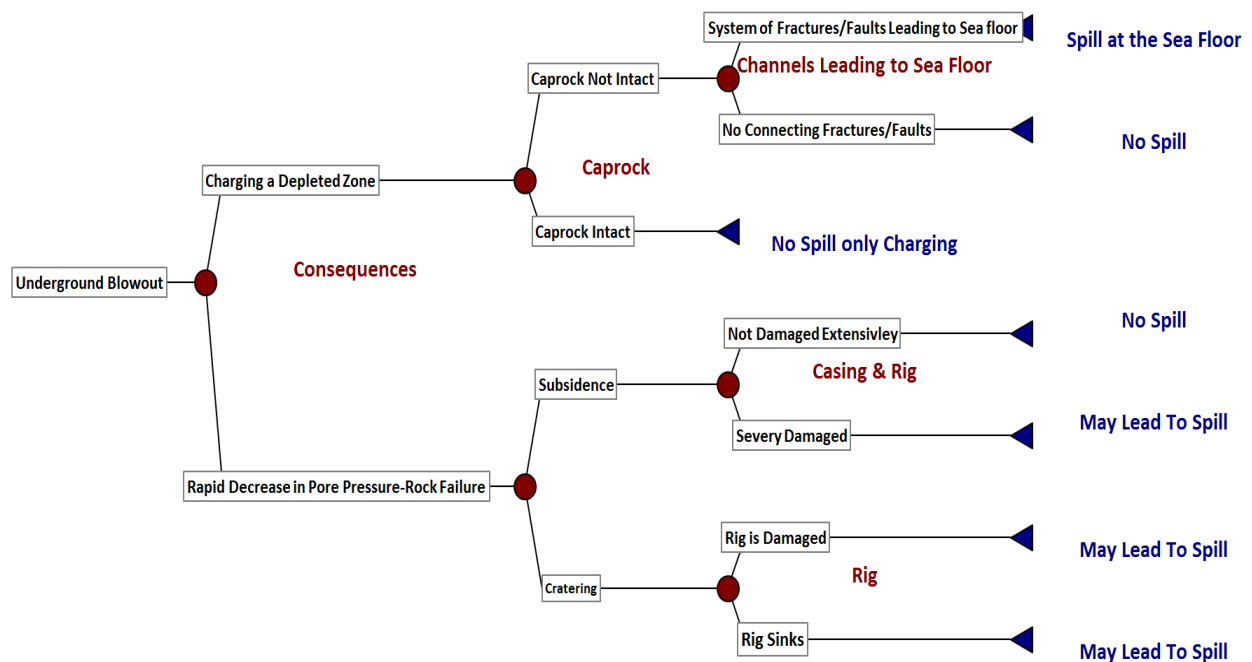 System of Fractures/Faults Leading to Sea floor
Spill at the Sea Floor
Caprock Not Intact
Channels Leading to Sea Floor
No Connecting Fractures/Faults
No Spill
Charging a Depleted Zone
Caprock
Caprock Intact
No Spill only Charging
Underground Blowout
Consequences
Not Damaged Extensivley
No Spill
Subsidence
Casing & Rig
Severy Damaged
May Lead To Spill
Rapid Decrease in Pore Pressure-Rock Failure
Rig is Damaged
May Lead To Spill
Cratering
Rig
Rig Sinks
May Lead To Spill